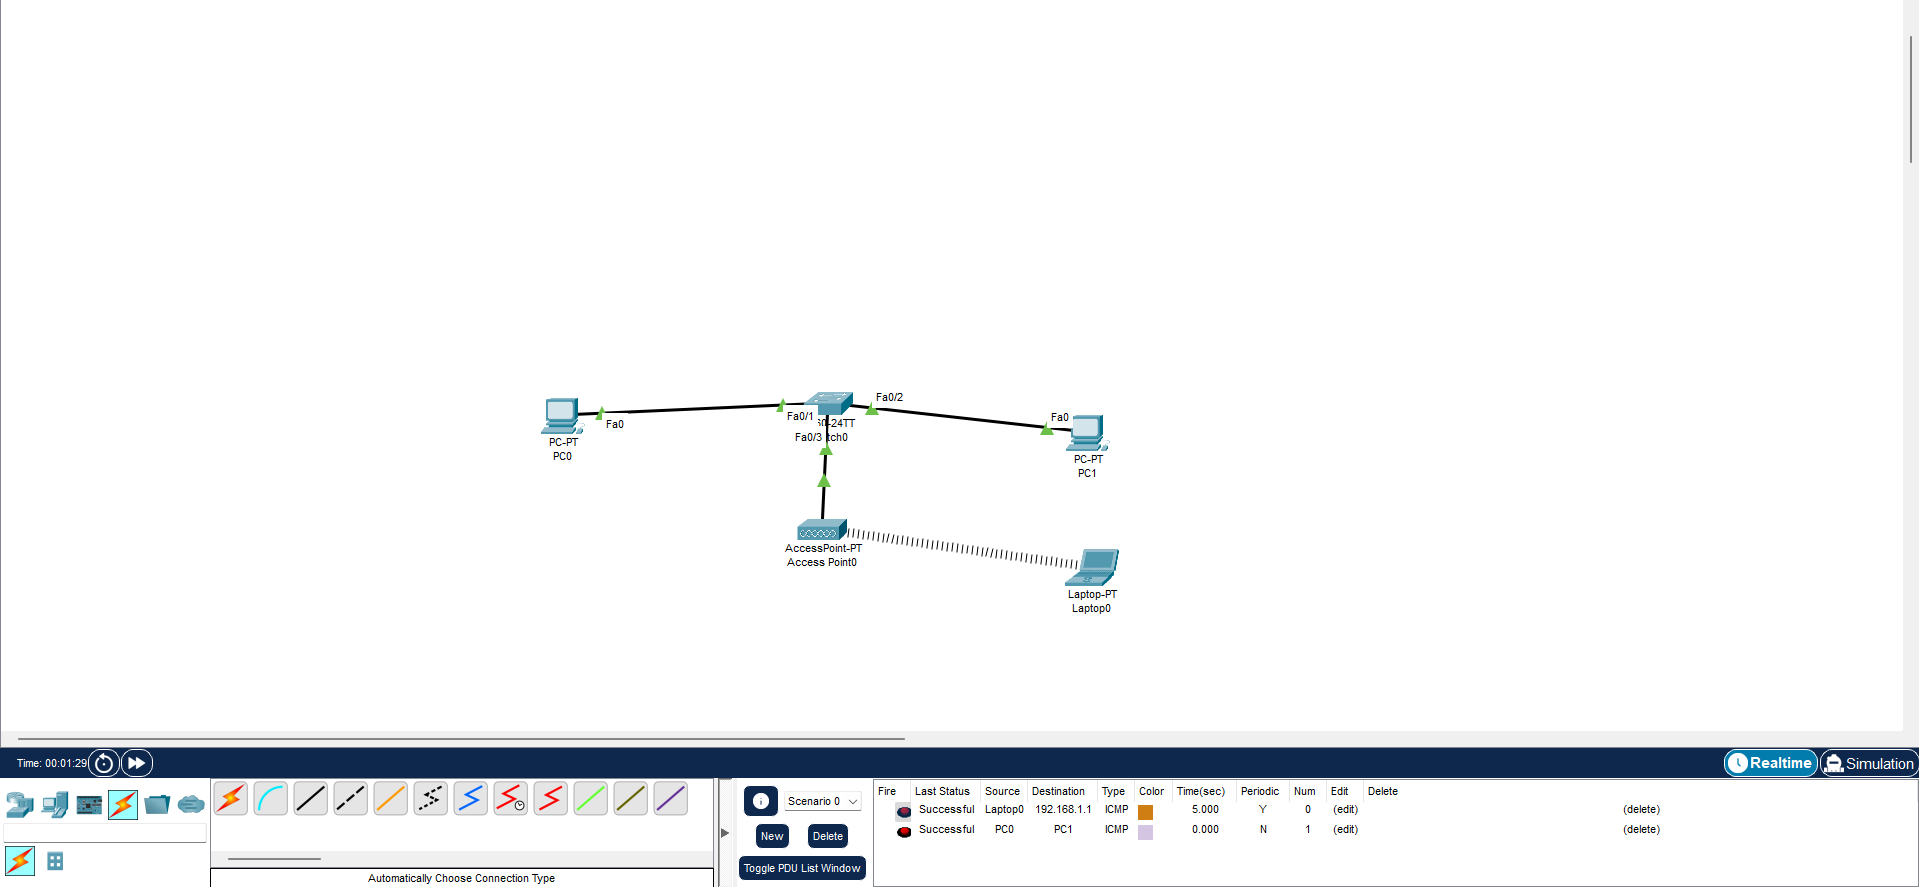 Fa0/2
Fa0/1
Fa0
Fa0
0-24TT
Fa0/3 tch0
PC-PT
PC0
PC-PT
PC1
AccessPoint-PT
Access Point0
Laptop-PT
Laptop0
Time: 00:01:29
Realtime
Simulation
Scenario 0
New
Delete
Toggle PDU List Window
Automatically Choose Connection Type
Fire Last Status Source Destination Type Color Time(sec) Periodic Num Edit Delete
Successful Laptop0 192.168.1.1 ICMP 5.000 Y 0 (edit) (delete)
Successful PC0 PC1 ICMP 0.000 N 1 (edit) (delete)